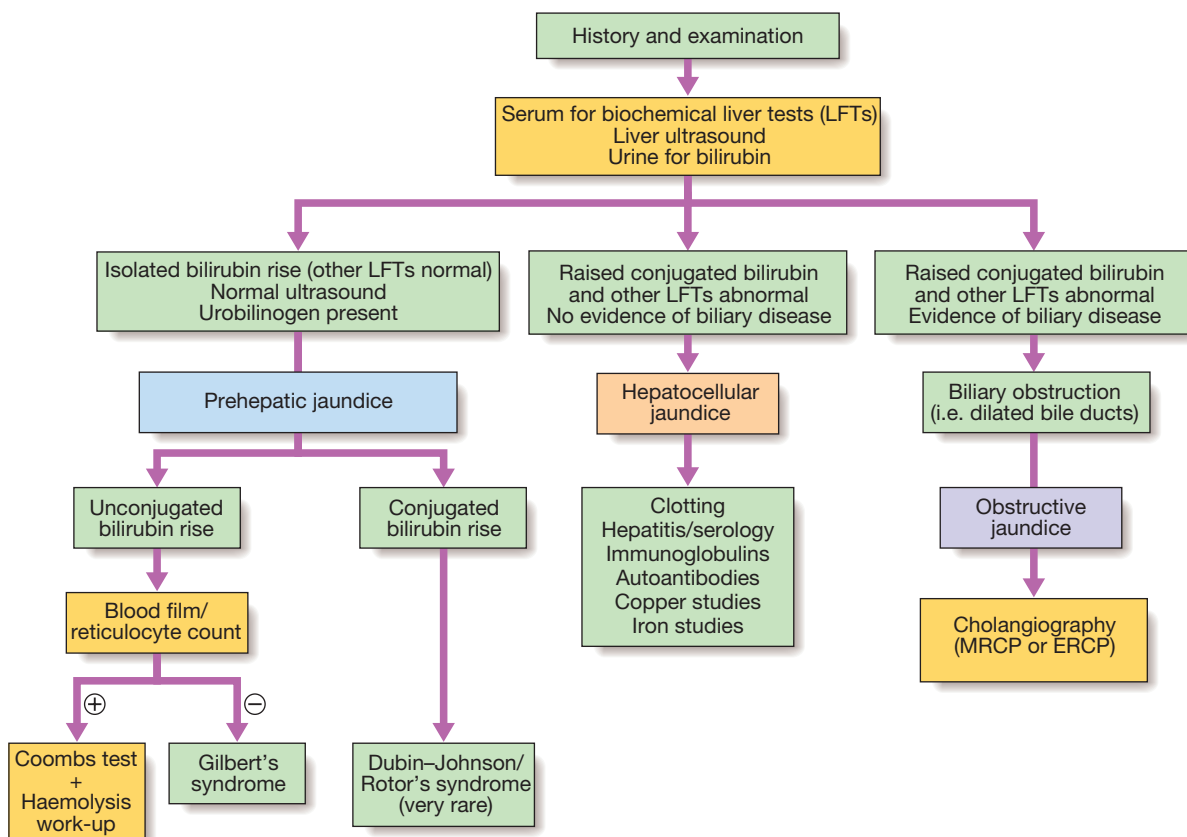 History and examination
Serum for biochemical liver tests (LFTs)
Liver ultrasound
Urine for bilirubin
Isolated bilirubin rise (other LFTs normal)
Normal ultrasound
Urobilinogen present
Raised conjugated bilirubin
and other LFTs abnormal
No evidence of biliary disease
Raised conjugated bilirubin
and other LFTs abnormal
Evidence of biliary disease
Prehepatic jaundice
Hepatocellular
jaundice
Biliary obstruction
(i.e. dilated bile ducts)
Unconjugated
bilirubin rise
Conjugated
bilirubin rise
Clotting
Hepatitis/serology
Immunoglobulins
Autoantibodies
Copper studies
Iron studies
Obstructive
jaundice
Blood film/
reticulocyte count
Cholangiography
(MRCP or ERCP)
+
−
Coombs test
+
Haemolysis
work-up
Gilbert's
syndrome
Dubin–Johnson/
Rotor's syndrome
(very rare)